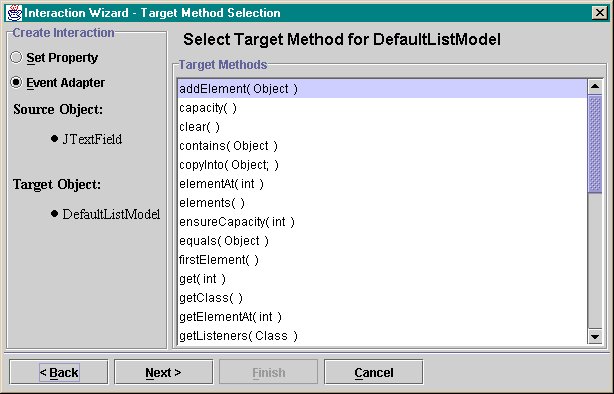 Interaction Wizard - Target Method Selection
Create Interaction
Set Property
Event Adapter
Source Object:
JTextField
Target Object:
DefaultListModel
Select Target Method for DefaultListModel
Target Methods
addElement( Object )
capacity( )
clear( )
contains( Object )
copyInto( Object; )
elementAt( int )
elements( )
ensureCapacity( int )
equals( Object )
firstElement( )
get( int )
getClass( )
getElementAt( int )
getListeners( Class )
< Back
Next >
Finish
Cancel